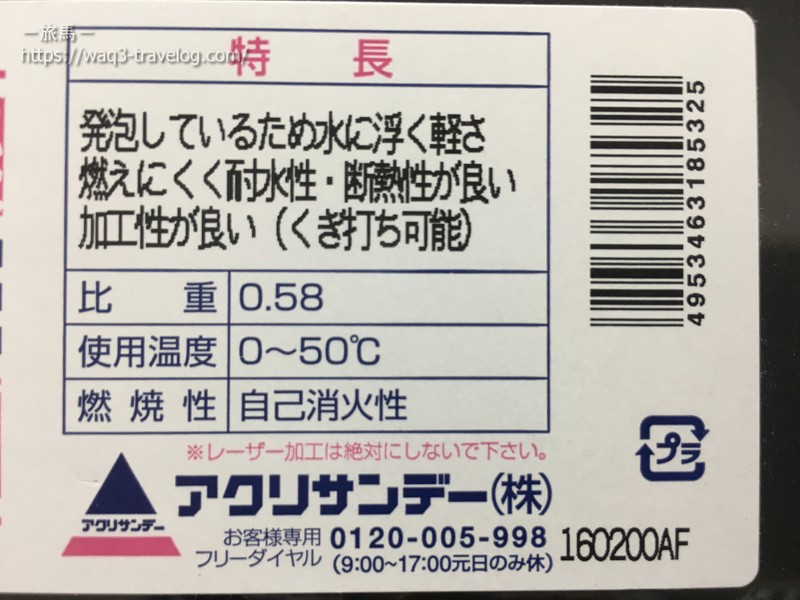 －旅馬－
https://waq3-travelog.com/
特長
発泡しているため水に浮く軽さ
燃えにくく耐水性・断熱性が良い
加工性が良い（くぎ打ち可能）
比重 0.58
使用温度 0～50℃
燃焼性 自己消火性
※レーザー加工は絶対にしないで下さい。
アクリサンデー
アクリサンデー(株)
お客様専用
フリーダイヤル
0120-005-998
(9:00~17:00元日のみ休)
160200AF
4953463185325
プラ